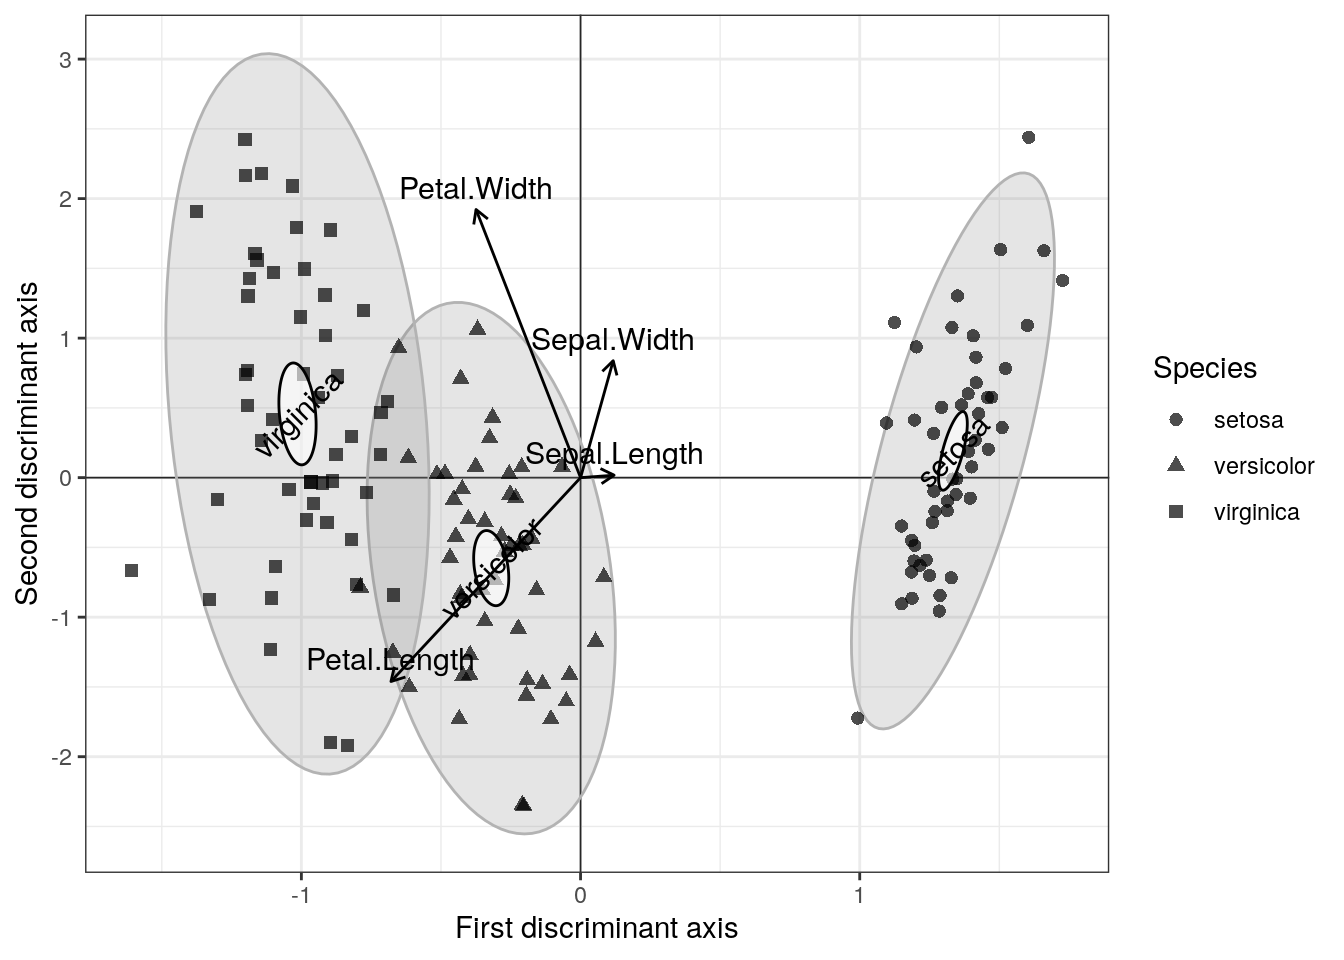 3
2
1
0
-1
-2
Second discriminant axis
Petal.Width
Sepal.Width
Sepal.Length
virginica
setosa
versicolor
Petal.Length
-1
0
1
First discriminant axis
Species
setosa
versicolor
virginica